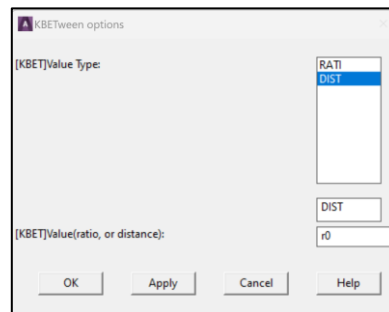 KBETween options
[KBET]Value Type:
RATI
DIST
DIST
[KBET]Value(ratio, or distance):
r0
OK Apply Cancel Help